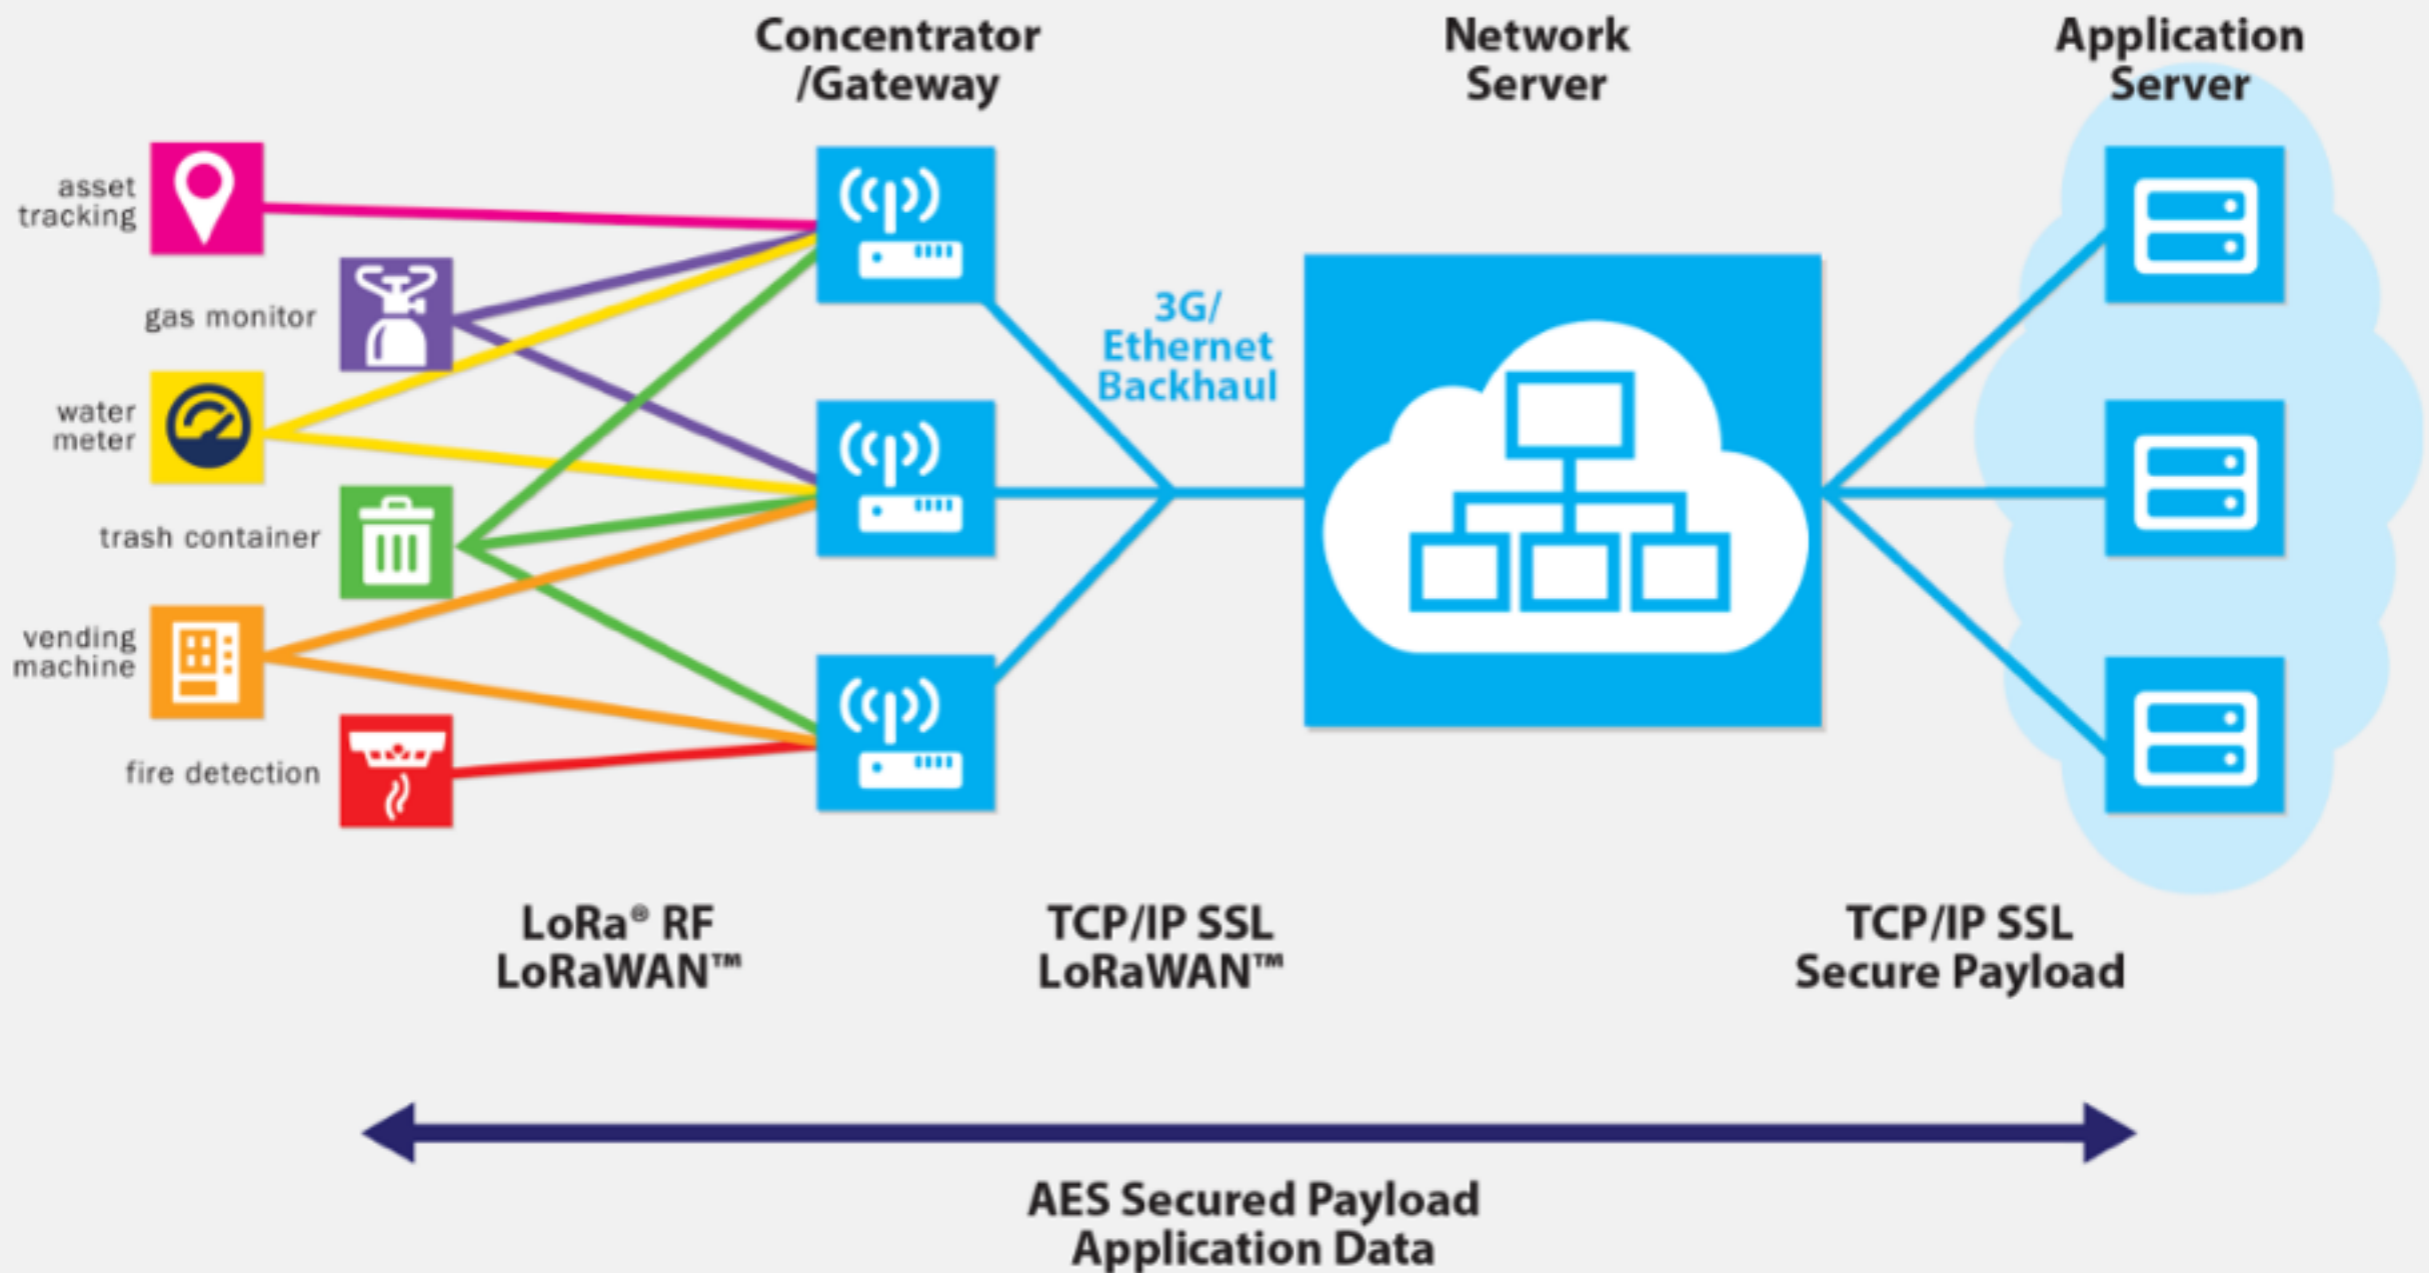 Concentrator
/Gateway
Network
Server
Application
Server
asset
tracking
gas monitor
water
meter
trash container
vending
machine
fire detection
3G/
Ethernet
Backhaul
LoRa® RF
LoRaWAN™
TCP/IP SSL
LoRaWAN™
TCP/IP SSL
Secure Payload
AES Secured Payload
Application Data